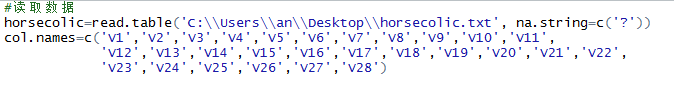 #读取数据
horsecolic=read.table('C:\\Users\\an\\Desktop\\horsecolic.txt', na.string=c('?'))
col.names=c('V1','V2','V3','V4','V5','V6','V7','V8','V9','V10','V11',
'V12','V13','V14','V15','V16','V17','V18','V19','V20','V21','V22',
'V23','V24','V25','V26','V27','V28')